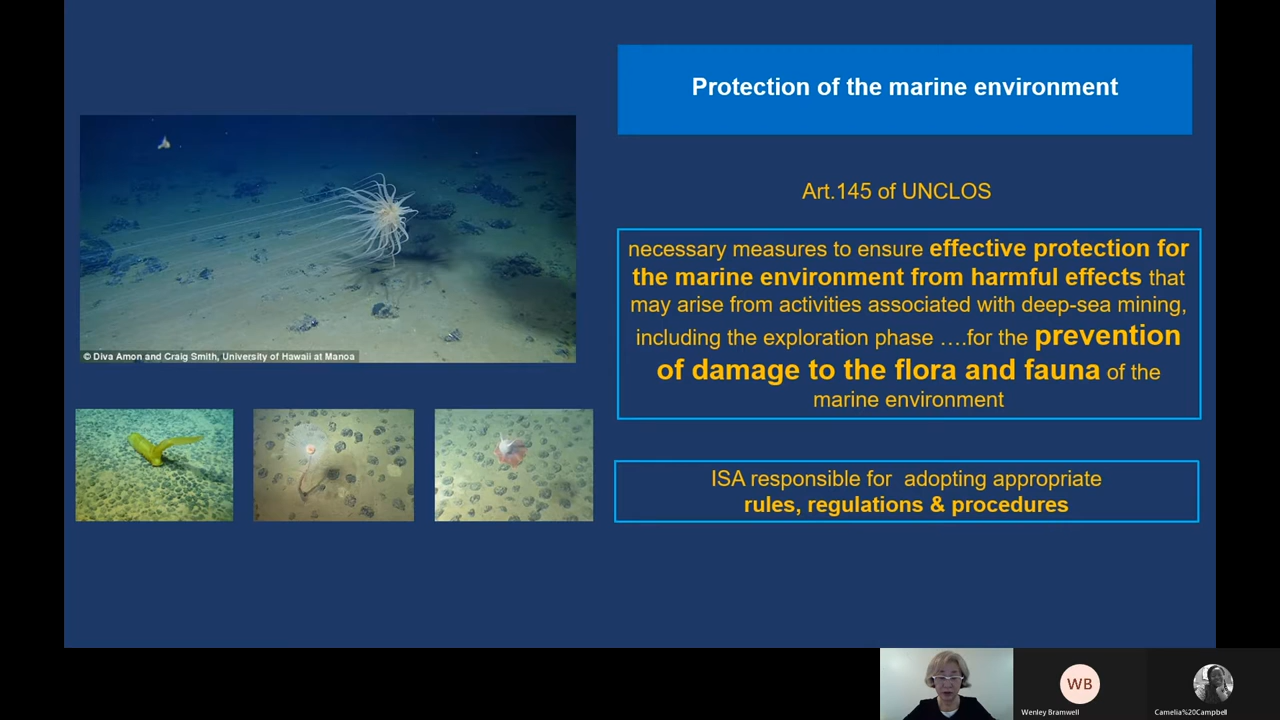 Protection of the marine environment
Art.145 of UNCLOS
necessary measures to ensure effective protection for
the marine environment from harmful effects that
may arise from activities associated with deep-sea mining,
including the exploration phase ....for the prevention
of damage to the flora and fauna of the
marine environment
ISA responsible for adopting appropriate
rules, regulations & procedures
© Diva Amon and Craig Smith, University of Hawaii at Manoa
WB
Wenley Bramwell
Camelia%20Campbell